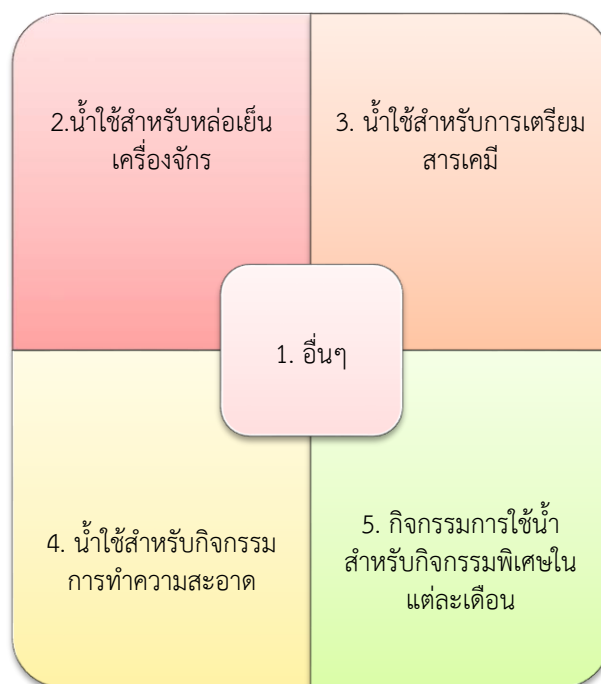 2.น้ำใช้สำหรับหล่อเย็น
เครื่องจักร
3. น้ำใช้สำหรับการเตรียม
สารเคมี
1. อื่นๆ
4. น้ำใช้สำหรับกิจกรรม
การทำความสะอาด
5. กิจกรรมการใช้น้ำ
สำหรับกิจกรรมพิเศษใน
แต่ละเดือน